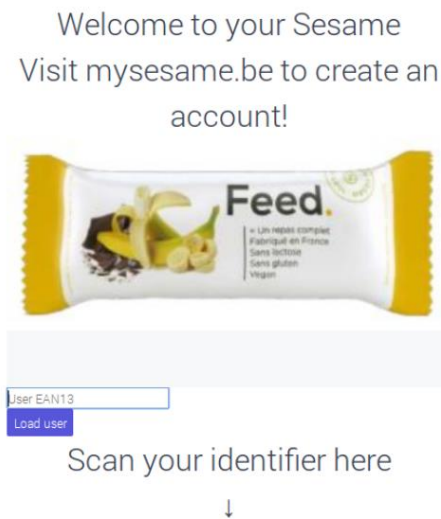 Welcome to your Sesame
Visit mysesame.be to create an
account!
Feed.
= Un repas complet
Fabriqué en France
Sans lactose
Sans gluten
Vegan
User EAN13
Load user
Scan your identifier here
↓